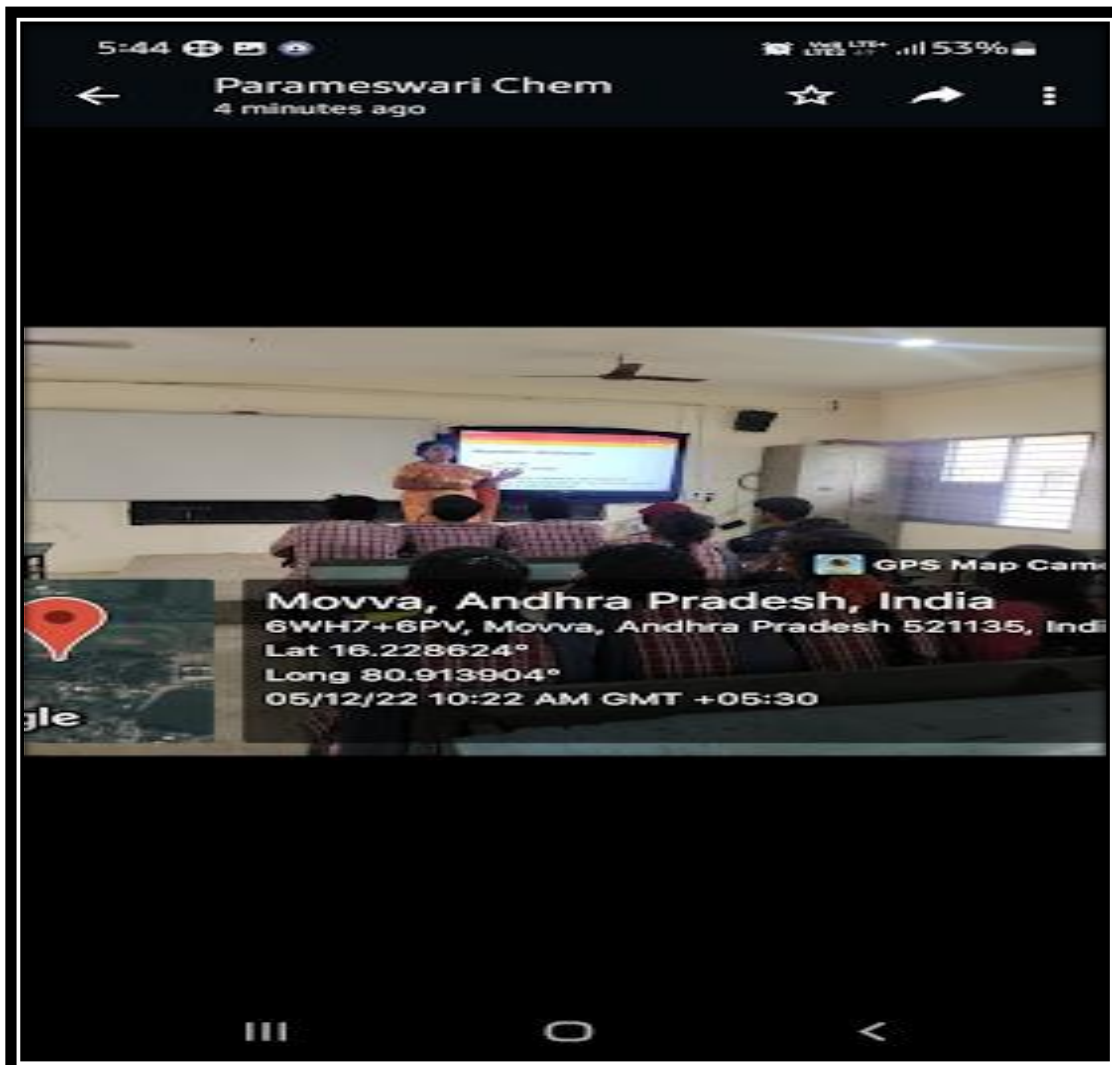 5:44 53%
Parameswari Chem
4 minutes ago
GPS Map Came
Movva, Andhra Pradesh, India
6WH7+6PV, Movva, Andhra Pradesh 521135, Indi
Lat 16.228624°
Long 80.913904°
05/12/22 10:22 AM GMT +05:30
gle